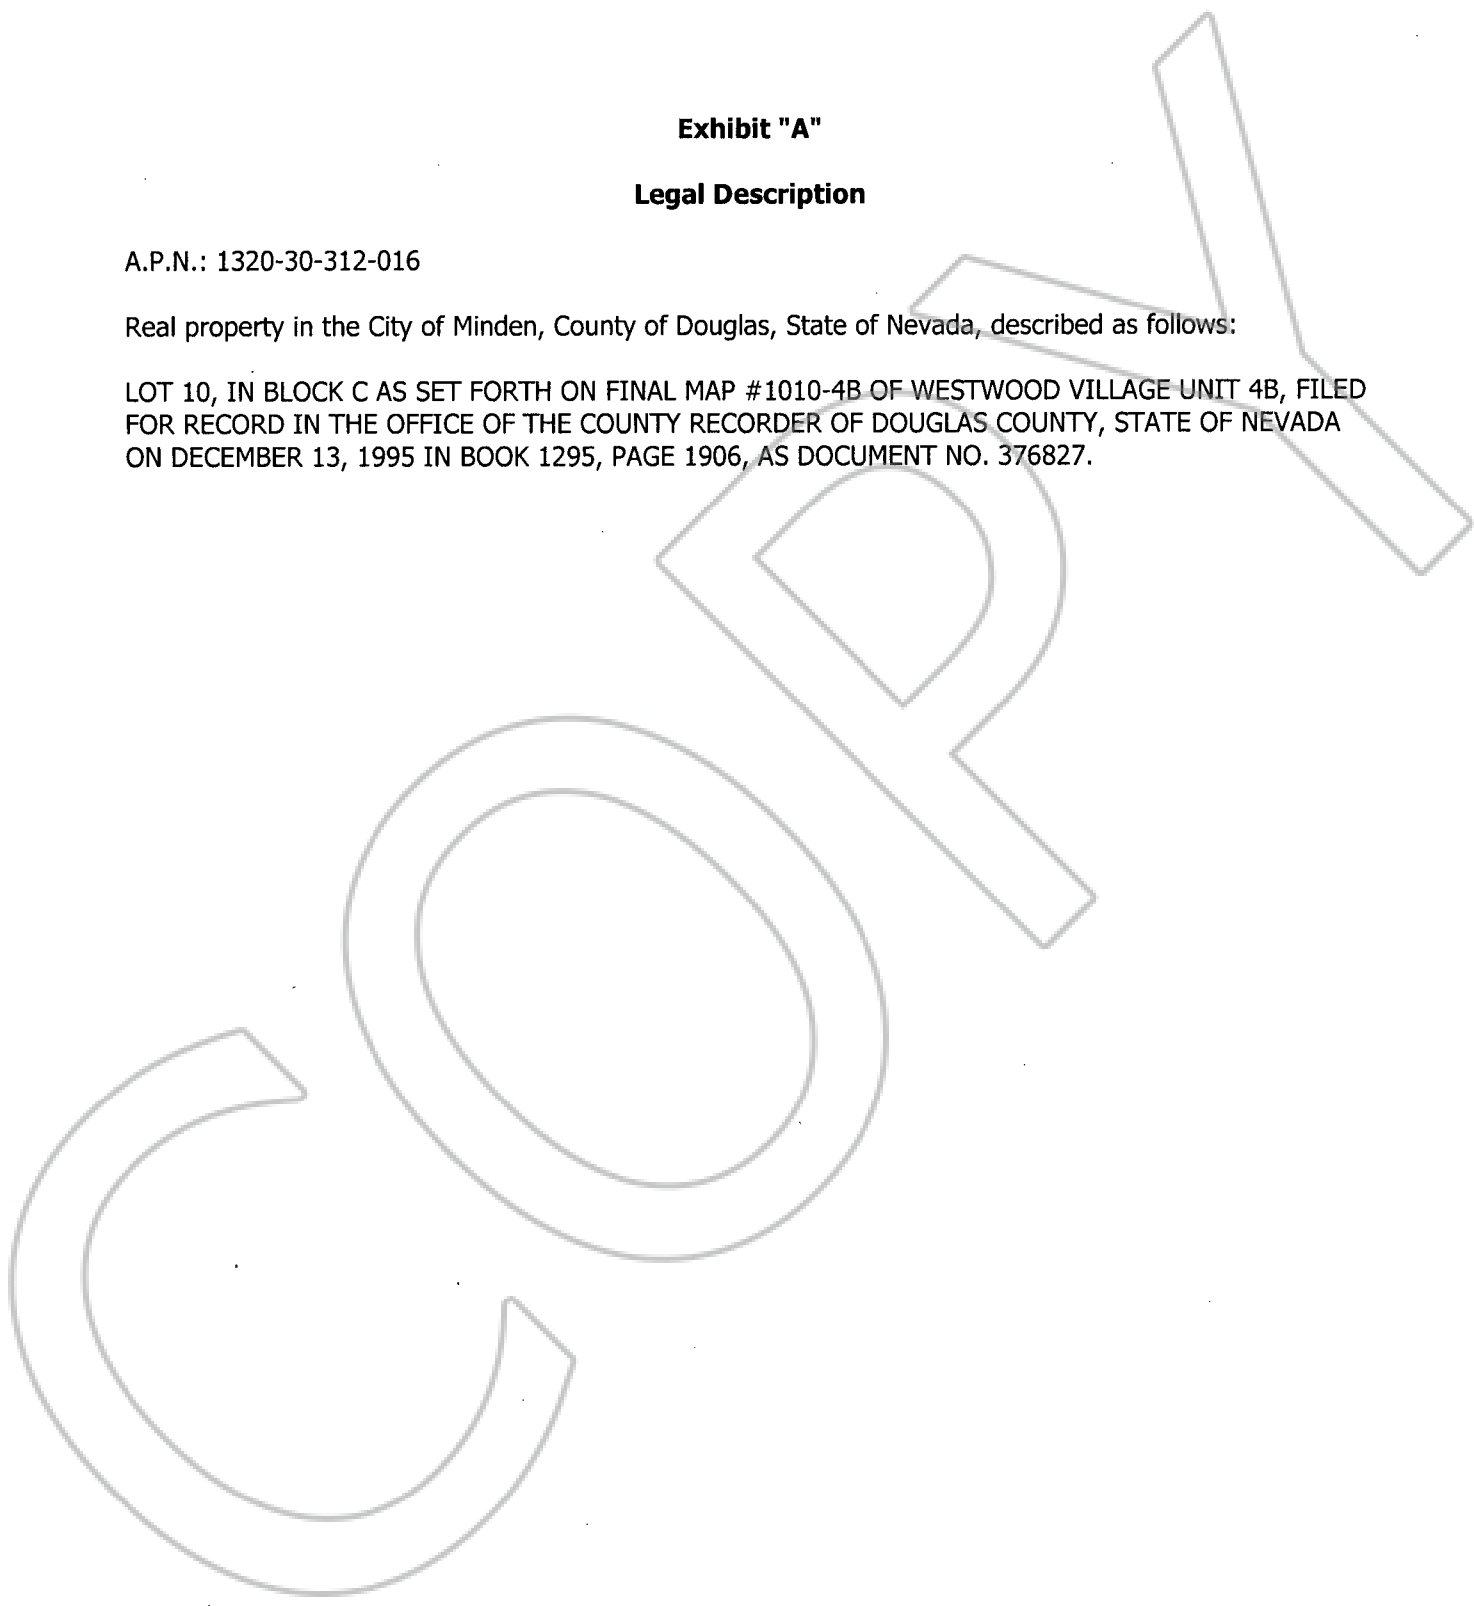 Exhibit "A"
Legal Description
A.P.N.: 1320-30-312-016
Real property in the City of Minden, County of Douglas, State of Nevada, described as follows:
LOT 10, IN BLOCK C AS SET FORTH ON FINAL MAP #1010-4B OF WESTWOOD VILLAGE UNIT 4B, FILED
FOR RECORD IN THE OFFICE OF THE COUNTY RECORDER OF DOUGLAS COUNTY, STATE OF NEVADA
ON DECEMBER 13, 1995 IN BOOK 1295, PAGE 1906, AS DOCUMENT NO. 376827.
COPY